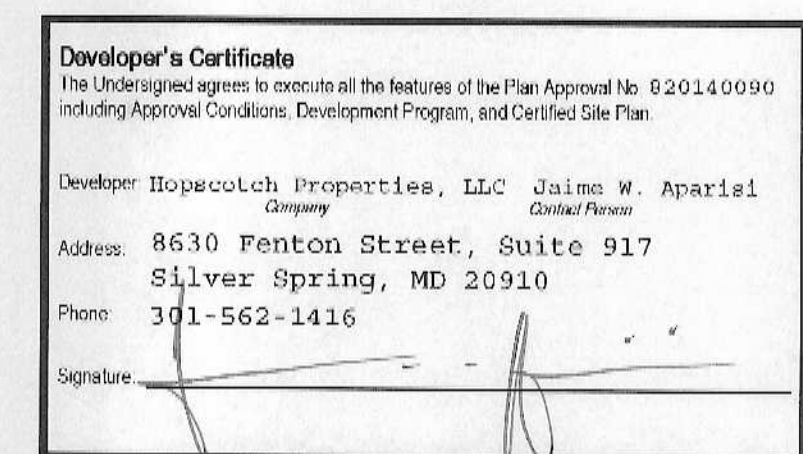 Developer's Certificate
The Undersigned agrees to execute all the features of the Plan Approval No. 820140090
including Approval Conditions, Development Program, and Certified Site Plan.
Developer: Hopscotch Properties, LLC Jaime W. Aparisi
Company Contact Person
Address: 8630 Fenton Street, Suite 917
Silver Spring, MD 20910
Phone: 301-562-1416
Signature: